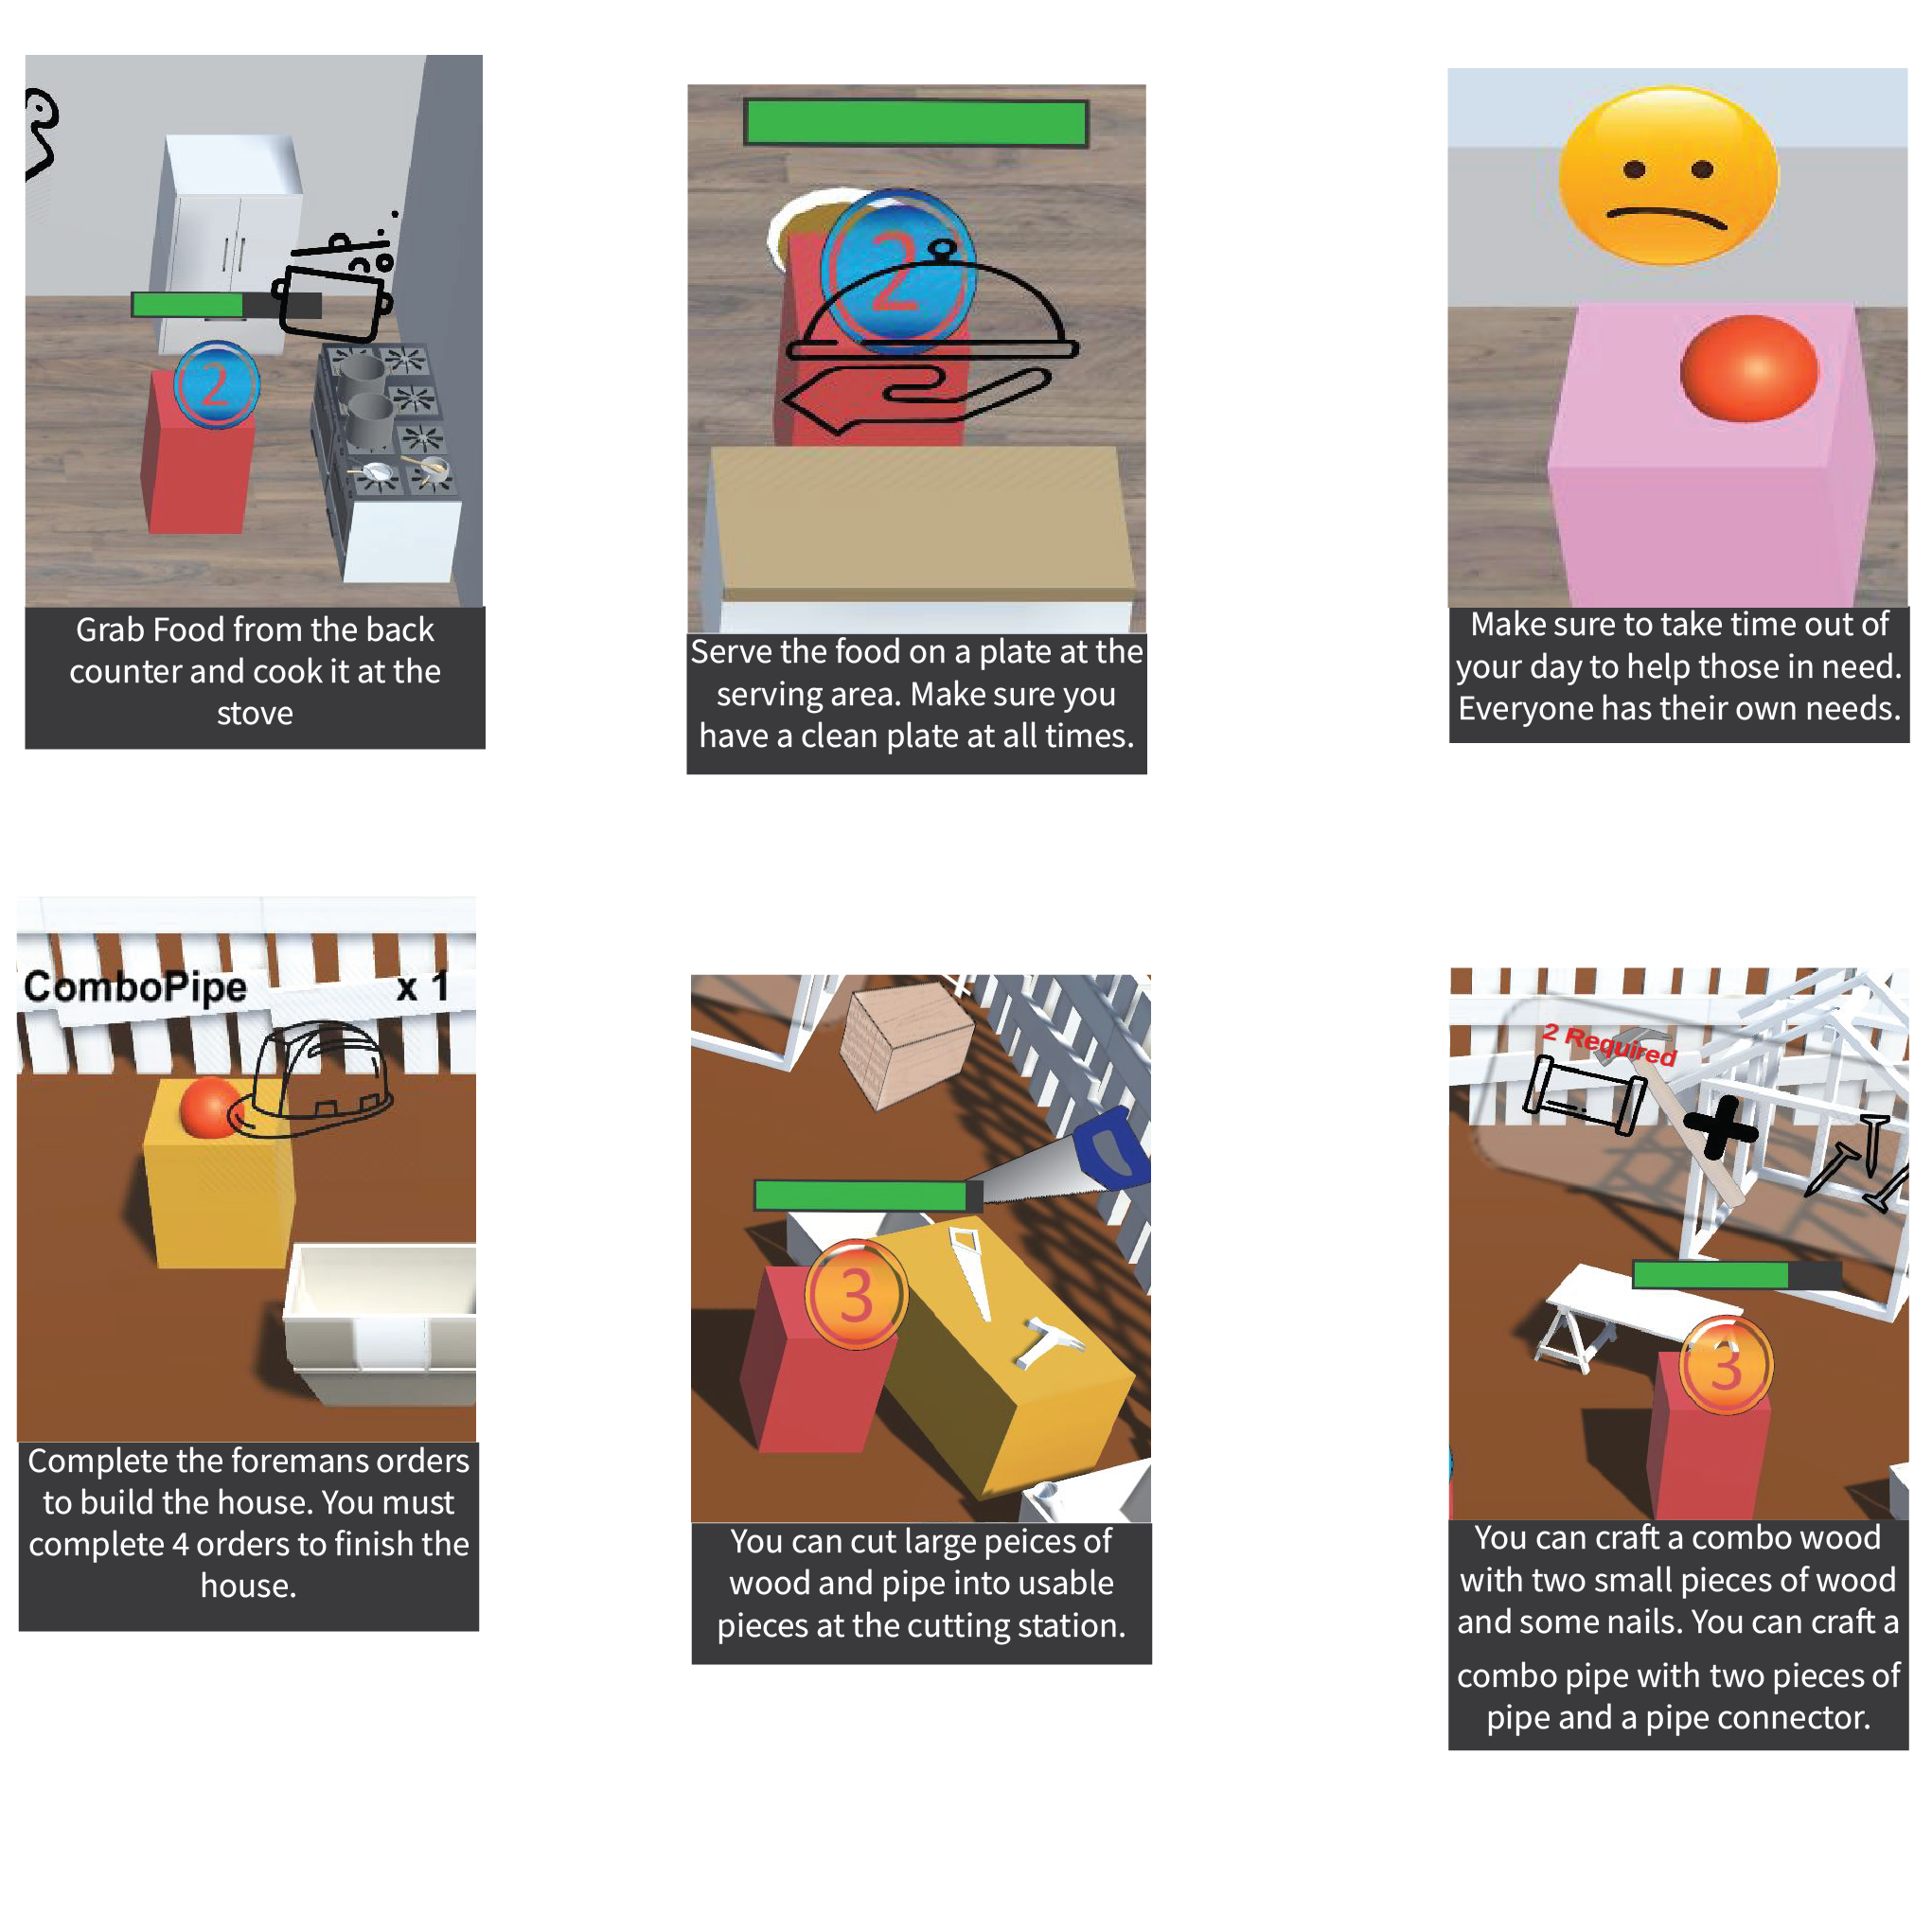 2
Grab Food from the back
counter and cook it at the
stove
2
Serve the food on a plate at the
serving area. Make sure you
have a clean plate at all times.
Make sure to take time out of
your day to help those in need.
Everyone has their own needs.
ComboPipe x 1
Complete the foremans orders
to build the house. You must
complete 4 orders to finish the
house.
3
You can cut large peices of
wood and pipe into usable
pieces at the cutting station.
2 Required
3
You can craft a combo wood
with two small pieces of wood
and some nails. You can craft a
combo pipe with two pieces of
pipe and a pipe connector.